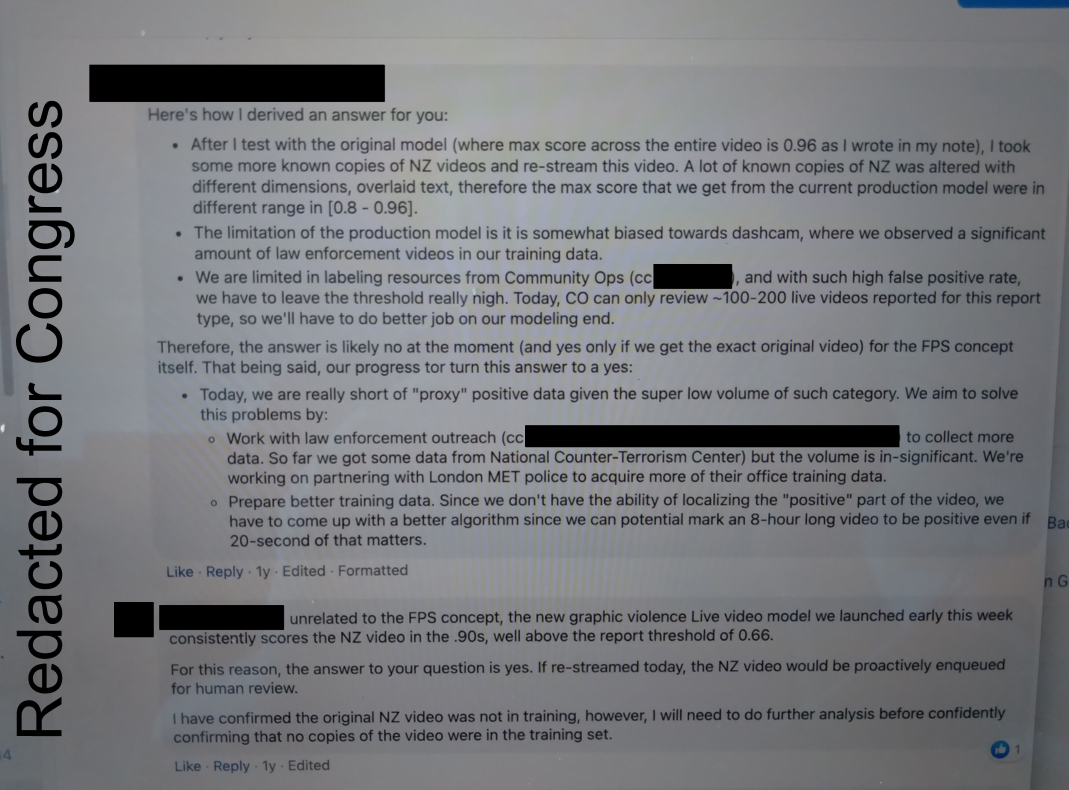 Redacted for Congress
Here's how I derived an answer for you:
• After I test with the original model (where max score across the entire video is 0.96 as I wrote in my note), I took
some more known copies of NZ videos and re-stream this video. A lot of known copies of NZ was altered with
different dimensions, overlaid text, therefore the max score that we get from the current production model were in
different range in [0.8 - 0.96].
• The limitation of the production model is it is somewhat biased towards dashcam, where we observed a significant
amount of law enforcement videos in our training data.
• We are limited in labeling resources from Community Ops (cc ), and with such high false positive rate,
we have to leave the threshold really high. Today, CO can only review ~100-200 live videos reported for this report
type, so we'll have to do better job on our modeling end.
Therefore, the answer is likely no at the moment (and yes only if we get the exact original video) for the FPS concept
itself. That being said, our progress tor turn this answer to a yes:
• Today, we are really short of "proxy" positive data given the super low volume of such category. We aim to solve
this problems by:
◦ Work with law enforcement outreach (cc ) to collect more
data. So far we got some data from National Counter-Terrorism Center) but the volume is in-significant. We're
working on partnering with London MET police to acquire more of their office training data.
◦ Prepare better training data. Since we don't have the ability of localizing the "positive" part of the video, we
have to come up with a better algorithm since we can potential mark an 8-hour long video to be positive even if
20-second of that matters.
Like · Reply · 1y · Edited · Formatted
unrelated to the FPS concept, the new graphic violence Live video model we launched early this week
consistently scores the NZ video in the .90s, well above the report threshold of 0.66.
For this reason, the answer to your question is yes. If re-streamed today, the NZ video would be proactively enqueued
for human review.
I have confirmed the original NZ video was not in training, however, I will need to do further analysis before confidently
confirming that no copies of the video were in the training set.
1
Like · Reply · 1y · Edited